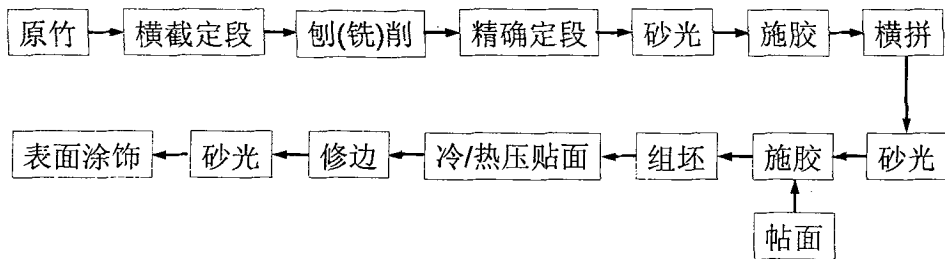 原竹 横截定段 刨(铣)削 精确定段 砂光 施胶 横拼
表面涂饰 砂光 修边 冷/热压贴面 组坯 施胶 砂光
帖面